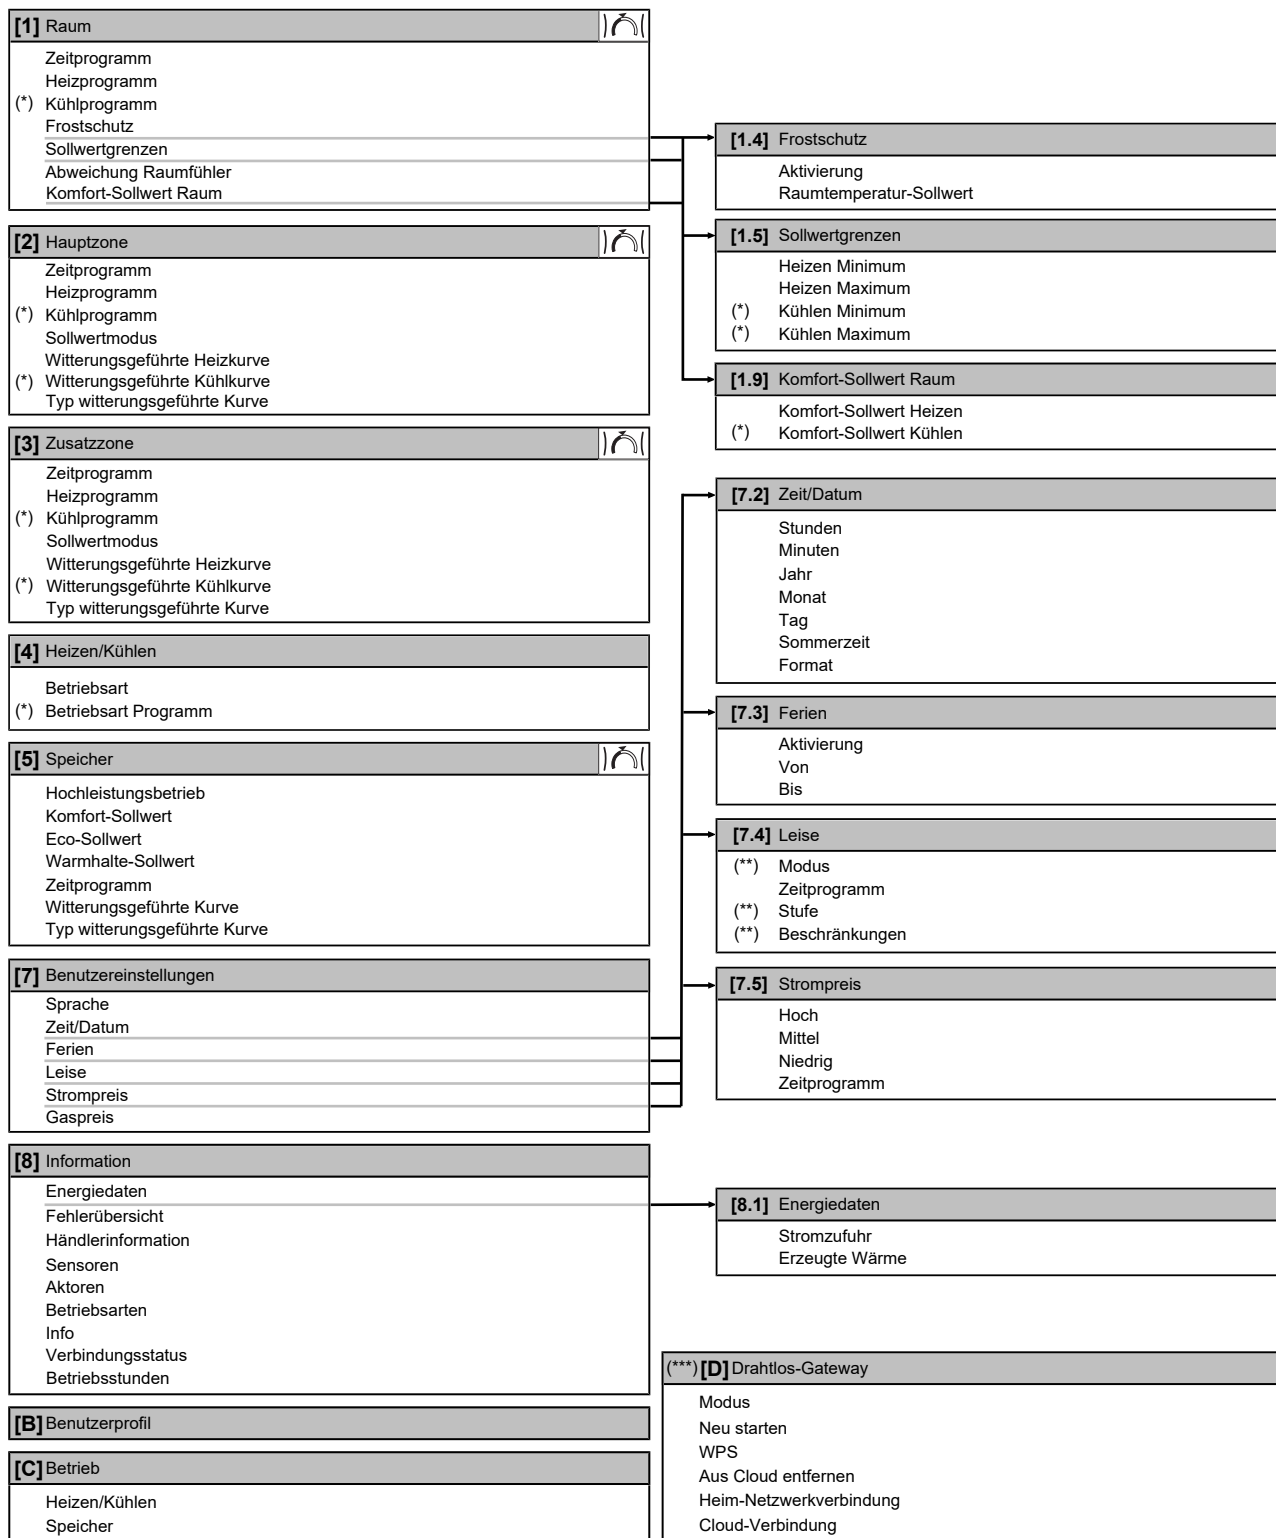 [1] Raum
Zeitprogramm
Heizprogramm
(*) Kühlprogramm
Frostschutz
Sollwertgrenzen
Abweichung Raumfühler
Komfort-Sollwert Raum
[2] Hauptzone
Zeitprogramm
Heizprogramm
(*) Kühlprogramm
Sollwertmodus
Witterungsgeführte Heizkurve
(*) Witterungsgeführte Kühlkurve
Typ witterungsgeführte Kurve
[3] Zusatzzone
Zeitprogramm
Heizprogramm
(*) Kühlprogramm
Sollwertmodus
Witterungsgeführte Heizkurve
(*) Witterungsgeführte Kühlkurve
Typ witterungsgeführte Kurve
[4] Heizen/Kühlen
Betriebsart
(*) Betriebsart Programm
[5] Speicher
Hochleistungsbetrieb
Komfort-Sollwert
Eco-Sollwert
Warmhalte-Sollwert
Zeitprogramm
Witterungsgeführte Kurve
Typ witterungsgeführte Kurve
[7] Benutzereinstellungen
Sprache
Zeit/Datum
Ferien
Leise
Strompreis
Gaspreis
[8] Information
Energiedaten
Fehlerübersicht
Händlerinformation
Sensoren
Aktoren
Betriebsarten
Info
Verbindungsstatus
Betriebsstunden
[B] Benutzerprofil
[C] Betrieb
Heizen/Kühlen
Speicher
[1.4] Frostschutz
Aktivierung
Raumtemperatur-Sollwert
[1.5] Sollwertgrenzen
Heizen Minimum
Heizen Maximum
(*) Kühlen Minimum
(*) Kühlen Maximum
[1.9] Komfort-Sollwert Raum
Komfort-Sollwert Heizen
(*) Komfort-Sollwert Kühlen
[7.2] Zeit/Datum
Stunden
Minuten
Jahr
Monat
Tag
Sommerzeit
Format
[7.3] Ferien
Aktivierung
Von
Bis
[7.4] Leise
(**) Modus
Zeitprogramm
(**) Stufe
(**) Beschränkungen
[7.5] Strompreis
Hoch
Mittel
Niedrig
Zeitprogramm
[8.1] Energiedaten
Stromzufuhr
Erzeugte Wärme
(***) [D] Drahtlos-Gateway
Modus
Neu starten
WPS
Aus Cloud entfernen
Heim-Netzwerkverbindung
Cloud-Verbindung